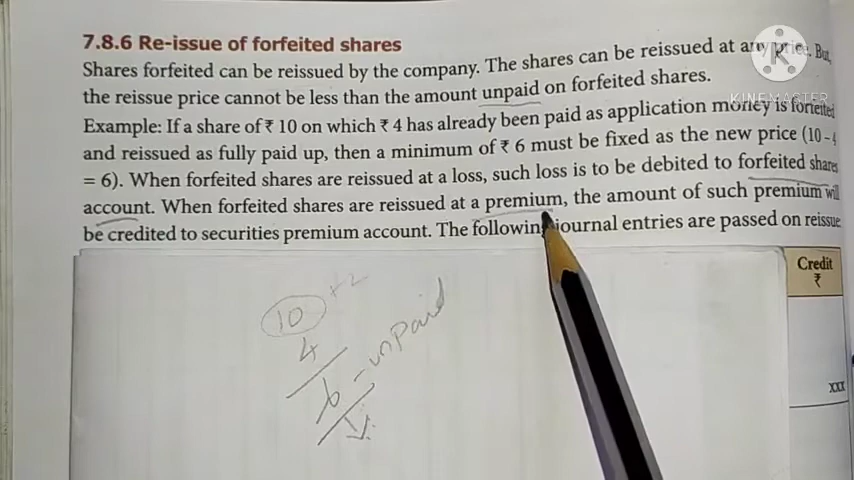 7.8.6 Re-issue of forfeited shares
Shares forfeited can be reissued by the company. The shares can be reissued at any price. But,
the reissue price cannot be less than the amount unpaid on forfeited shares.
KINEMASTER
Example: If a share of ₹ 10 on which ₹ 4 has already been paid as application money is forfeited
and reissued as fully paid up, then a minimum of ₹ 6 must be fixed as the new price (10 – 4
= 6). When forfeited shares are reissued at a loss, such loss is to be debited to forfeited shares
account. When forfeited shares are reissued at a premium, the amount of such premium will
be credited to securities premium account. The following journal entries are passed on reissue
Credit
₹
10 +2
4
6 - unPaid
xxx